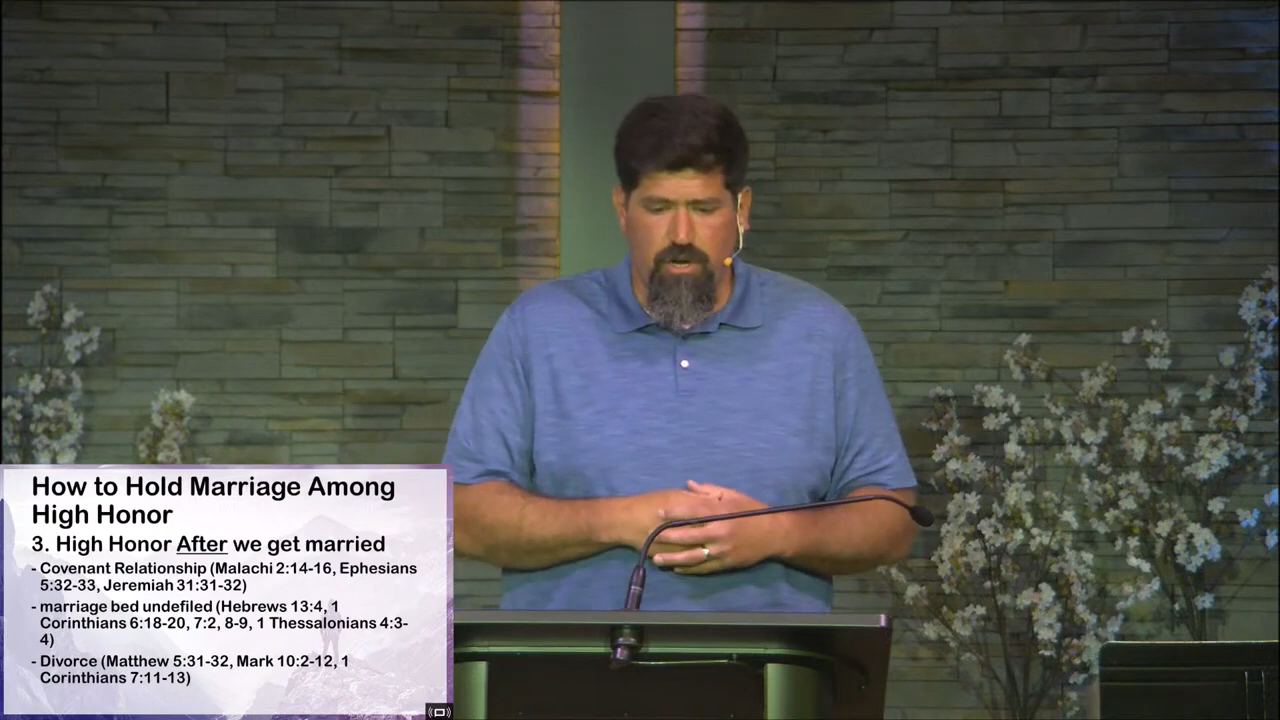 How to Hold Marriage Among
High Honor
3. High Honor After we get married
- Covenant Relationship (Malachi 2:14-16, Ephesians
5:32-33, Jeremiah 31:31-32)
- marriage bed undefiled (Hebrews 13:4, 1
Corinthians 6:18-20, 7:2, 8-9, 1 Thessalonians 4:3-
4)
- Divorce (Matthew 5:31-32, Mark 10:2-12, 1
Corinthians 7:11-13)